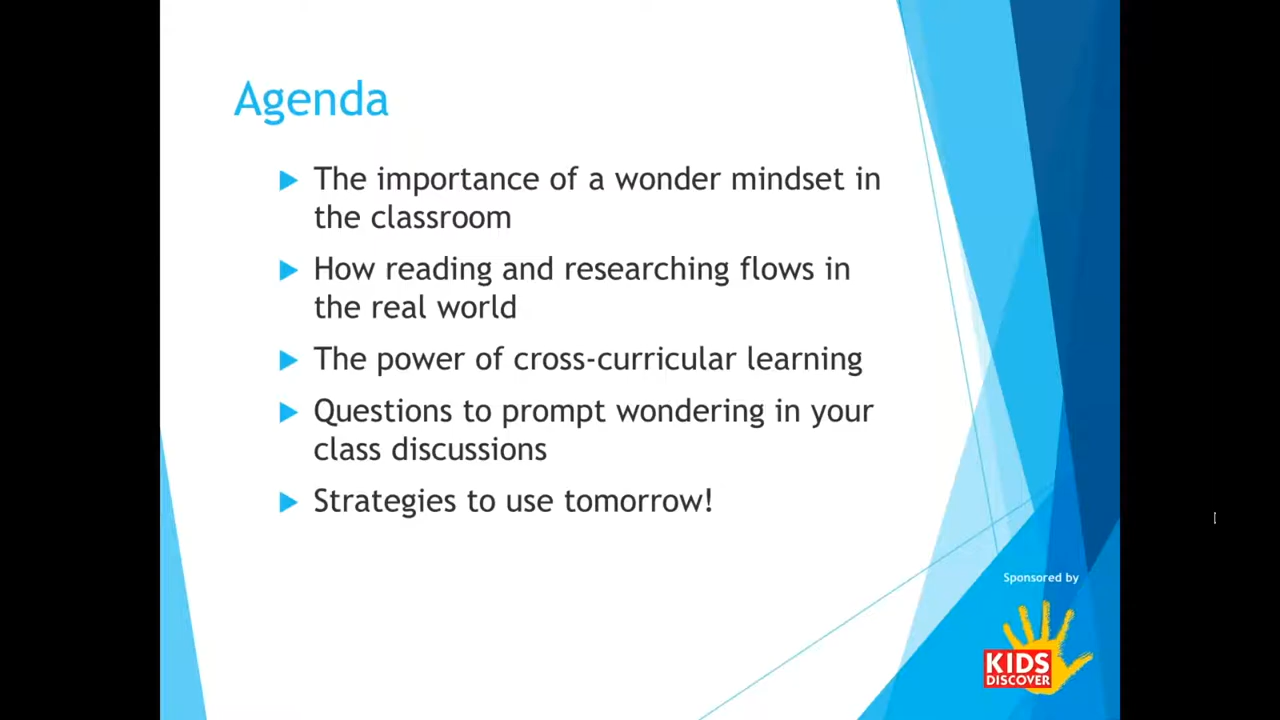 Agenda
The importance of a wonder mindset in
the classroom
How reading and researching flows in
the real world
The power of cross-curricular learning
Questions to prompt wondering in your
class discussions
Strategies to use tomorrow!
Sponsored by
KIDS
DISCOVER